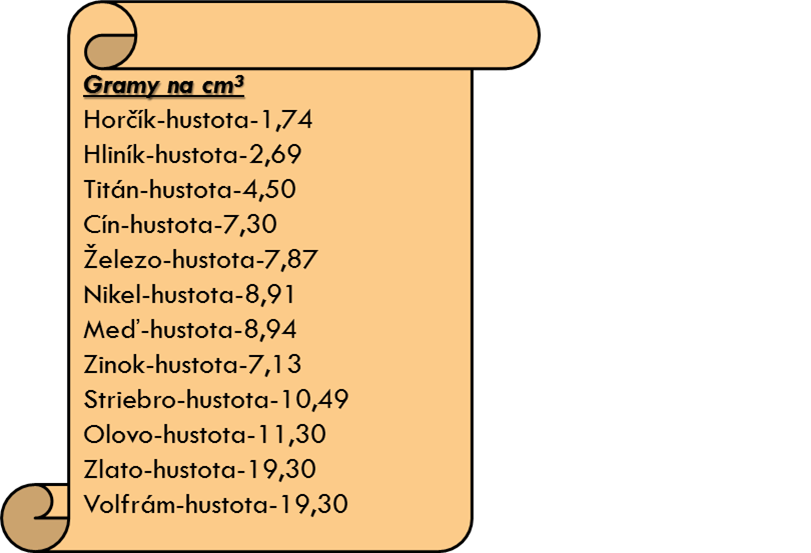 Gramy na cm³
Horčík-hustota-1,74
Hliník-hustota-2,69
Titán-hustota-4,50
Cín-hustota-7,30
Železo-hustota-7,87
Nikel-hustota-8,91
Meď-hustota-8,94
Zinok-hustota-7,13
Striebro-hustota-10,49
Olovo-hustota-11,30
Zlato-hustota-19,30
Volfrám-hustota-19,30